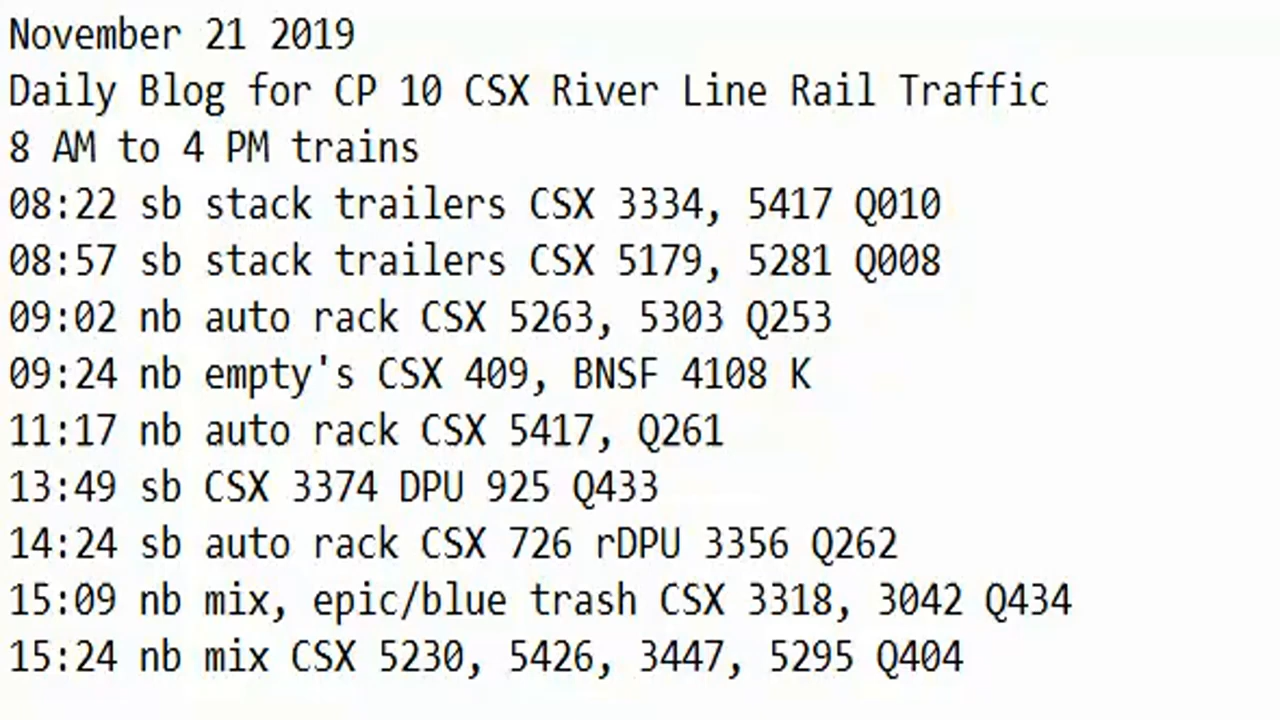 November 21 2019
Daily Blog for CP 10 CSX River Line Rail Traffic
8 AM to 4 PM trains
08:22 sb stack trailers CSX 3334, 5417 Q010
08:57 sb stack trailers CSX 5179, 5281 Q008
09:02 nb auto rack CSX 5263, 5303 Q253
09:24 nb empty's CSX 409, BNSF 4108 K
11:17 nb auto rack CSX 5417, Q261
13:49 sb CSX 3374 DPU 925 Q433
14:24 sb auto rack CSX 726 rDPU 3356 Q262
15:09 nb mix, epic/blue trash CSX 3318, 3042 Q434
15:24 nb mix CSX 5230, 5426, 3447, 5295 Q404